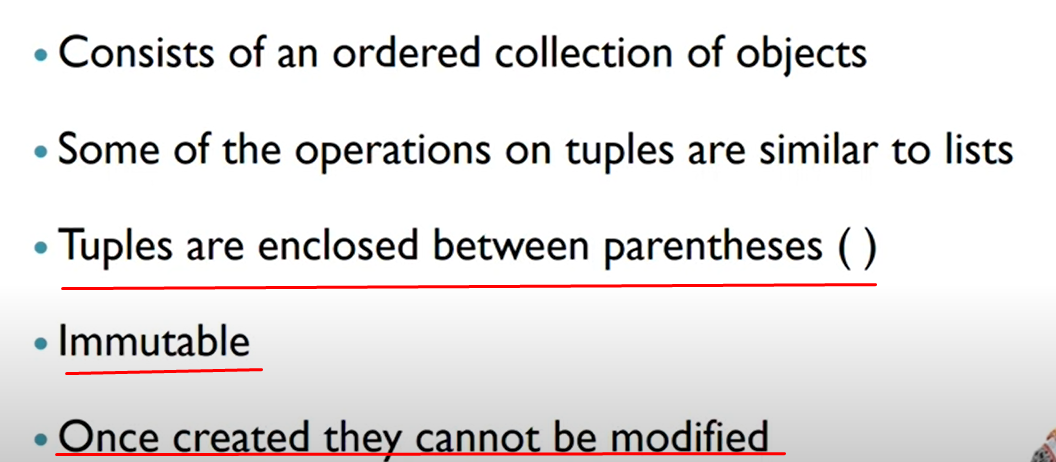 • Consists of an ordered collection of objects
• Some of the operations on tuples are similar to lists
• Tuples are enclosed between parentheses ( )
• Immutable
• Once created they cannot be modified